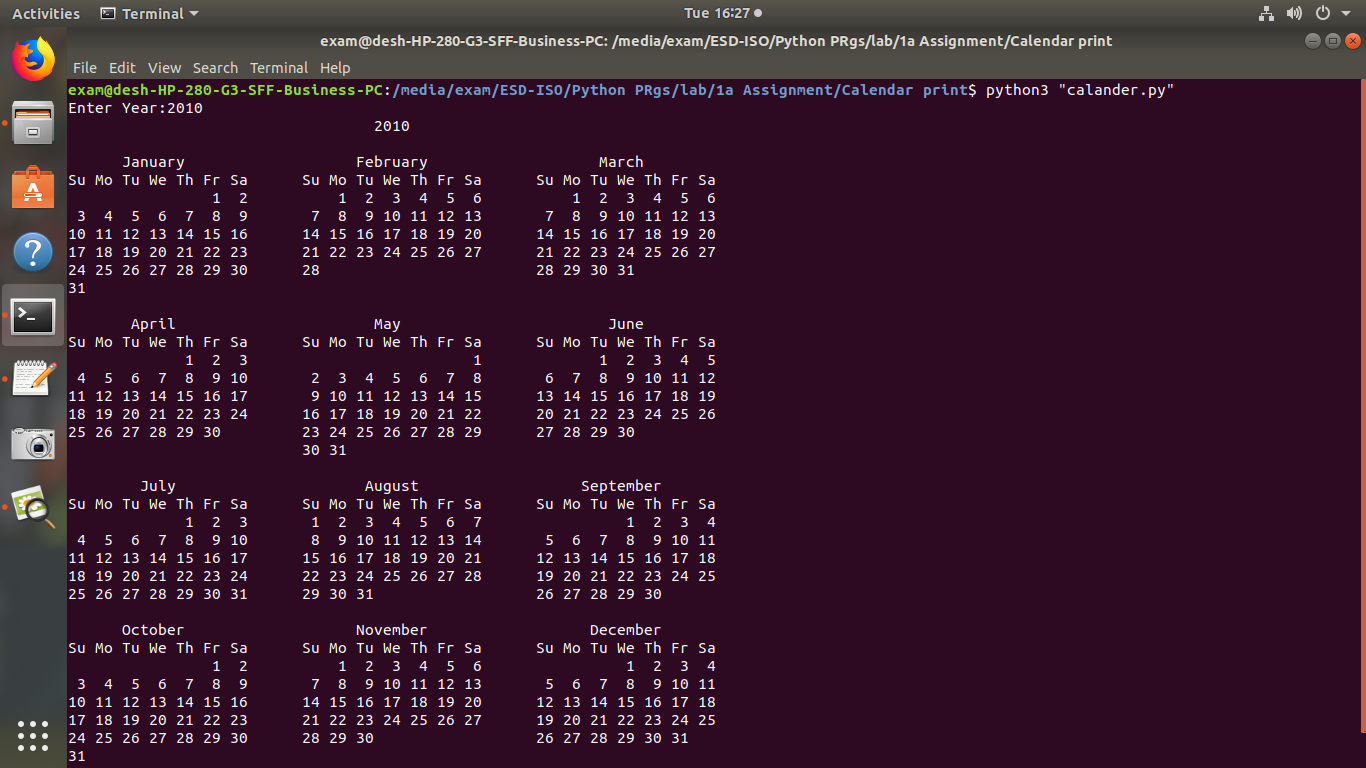 Activities Terminal Tue 16:27
exam@desh-HP-280-G3-SFF-Business-PC: /media/exam/ESD-ISO/Python PRgs/lab/1a Assignment/Calendar print
File Edit View Search Terminal Help
exam@desh-HP-280-G3-SFF-Business-PC:/media/exam/ESD-ISO/Python PRgs/lab/1a Assignment/Calendar print$ python3 "calander.py"
Enter Year:2010
                                  2010

      January                   February                   March
Su Mo Tu We Th Fr Sa      Su Mo Tu We Th Fr Sa      Su Mo Tu We Th Fr Sa
                1  2          1  2  3  4  5  6          1  2  3  4  5  6
 3  4  5  6  7  8  9       7  8  9 10 11 12 13       7  8  9 10 11 12 13
10 11 12 13 14 15 16      14 15 16 17 18 19 20      14 15 16 17 18 19 20
17 18 19 20 21 22 23      21 22 23 24 25 26 27      21 22 23 24 25 26 27
24 25 26 27 28 29 30      28                        28 29 30 31
31

       April                      May                       June
Su Mo Tu We Th Fr Sa      Su Mo Tu We Th Fr Sa      Su Mo Tu We Th Fr Sa
             1  2  3                         1             1  2  3  4  5
 4  5  6  7  8  9 10       2  3  4  5  6  7  8       6  7  8  9 10 11 12
11 12 13 14 15 16 17       9 10 11 12 13 14 15      13 14 15 16 17 18 19
18 19 20 21 22 23 24      16 17 18 19 20 21 22      20 21 22 23 24 25 26
25 26 27 28 29 30         23 24 25 26 27 28 29      27 28 29 30
                          30 31

        July                     August                  September
Su Mo Tu We Th Fr Sa      Su Mo Tu We Th Fr Sa      Su Mo Tu We Th Fr Sa
             1  2  3       1  2  3  4  5  6  7                1  2  3  4
 4  5  6  7  8  9 10       8  9 10 11 12 13 14       5  6  7  8  9 10 11
11 12 13 14 15 16 17      15 16 17 18 19 20 21      12 13 14 15 16 17 18
18 19 20 21 22 23 24      22 23 24 25 26 27 28      19 20 21 22 23 24 25
25 26 27 28 29 30 31      29 30 31                  26 27 28 29 30

      October                   November                  December
Su Mo Tu We Th Fr Sa      Su Mo Tu We Th Fr Sa      Su Mo Tu We Th Fr Sa
                1  2          1  2  3  4  5  6                1  2  3  4
 3  4  5  6  7  8  9       7  8  9 10 11 12 13       5  6  7  8  9 10 11
10 11 12 13 14 15 16      14 15 16 17 18 19 20      12 13 14 15 16 17 18
17 18 19 20 21 22 23      21 22 23 24 25 26 27      19 20 21 22 23 24 25
24 25 26 27 28 29 30      28 29 30                  26 27 28 29 30 31
31